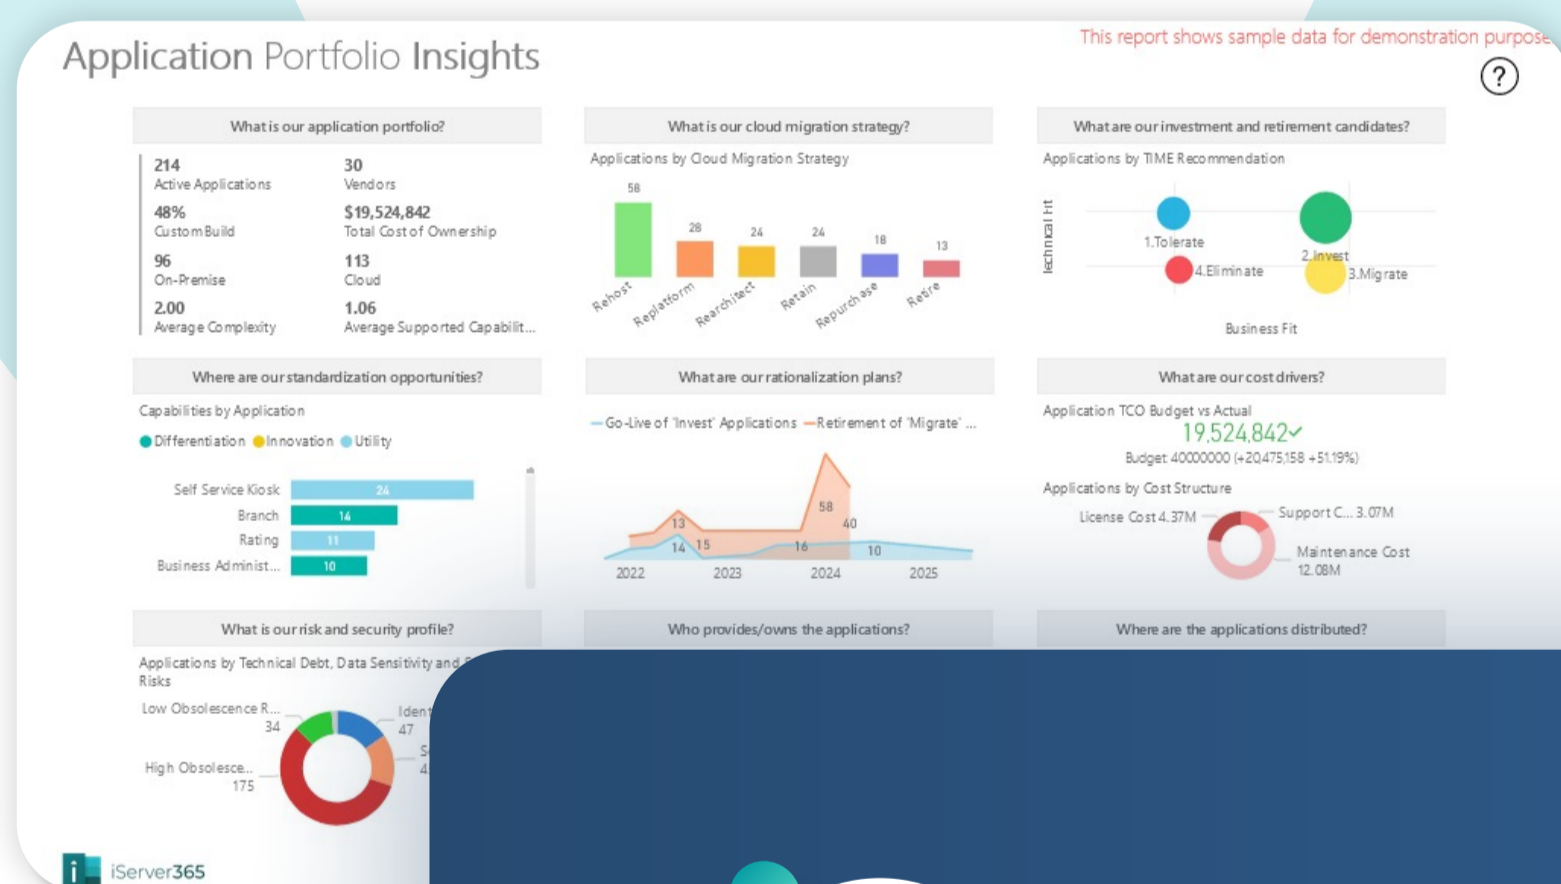 Application Portfolio Insights
This report shows sample data for demonstration purpose
?
What is our application portfolio?
214
Active Applications
30
Vendors
48%
Custom Build
$19,524,842
Total Cost of Ownership
96
On-Premise
113
Cloud
2.00
Average Complexity
1.06
Average Supported Capabilit...
What is our cloud migration strategy?
Applications by Cloud Migration Strategy
58
28
24
24
18
13
Rehost
Replatform
Rearchitect
Retain
Repurchase
Retire
What are our investment and retirement candidates?
Applications by TIME Recommendation
Technical Fit
1.Tolerate
2.Invest
4.Eliminate
3.Migrate
Business Fit
Where are our standardization opportunities?
Capabilities by Application
Differentiation Innovation Utility
Self Service Kiosk 24
Branch 14
Rating 11
Business Administ... 10
What are our rationalization plans?
Go-Live of 'Invest' Applications Retirement of 'Migrate' ...
58
13
40
14 15 16 10
2022 2023 2024 2025
What are our cost drivers?
Application TCO Budget vs Actual
19,524,842✓
Budget: 40000000 (+20,475,158 +51.19%)
Applications by Cost Structure
License Cost 4.37M
Support C... 3.07M
Maintenance Cost
12.08M
What is our risk and security profile?
Applications by Technical Debt, Data Sensitivity and
Risks
Low Obsolescence R...
34
Ident
47
High Obsolesce...
175
4
Who provides/owns the applications?
Where are the applications distributed?
i
iServer365